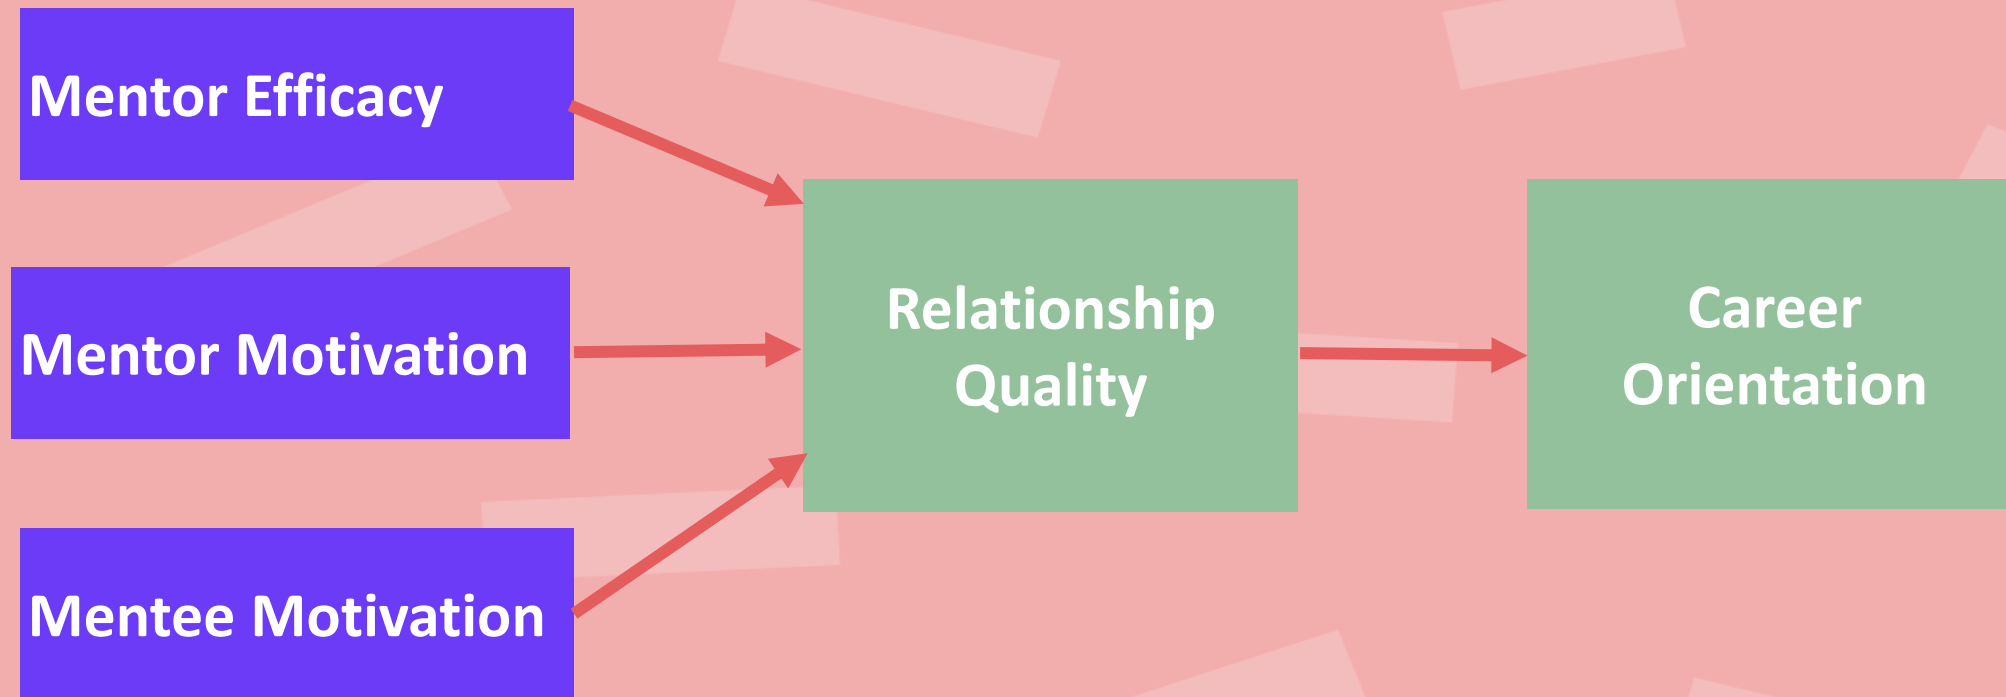 Mentor Efficacy
Mentor Motivation
Mentee Motivation
Relationship
Quality
Career
Orientation